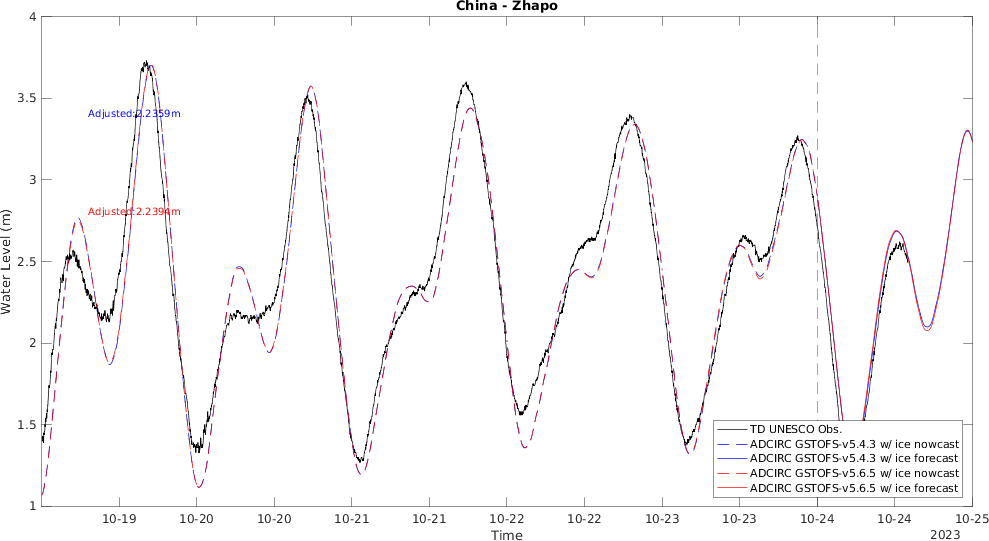 China - Zhapo
Water Level (m)
4
3.5
3
2.5
2
1.5
1
Adjusted:2.2359m
Adjusted:2.2394m
TD UNESCO Obs.
ADCIRC GSTOFS-v5.4.3 w/ ice nowcast
ADCIRC GSTOFS-v5.4.3 w/ ice forecast
ADCIRC GSTOFS-v5.6.5 w/ ice nowcast
ADCIRC GSTOFS-v5.6.5 w/ ice forecast
10-19 10-20 10-20 10-21 10-21 10-22 10-22 10-23 10-23 10-24 10-24 10-25
Time
2023